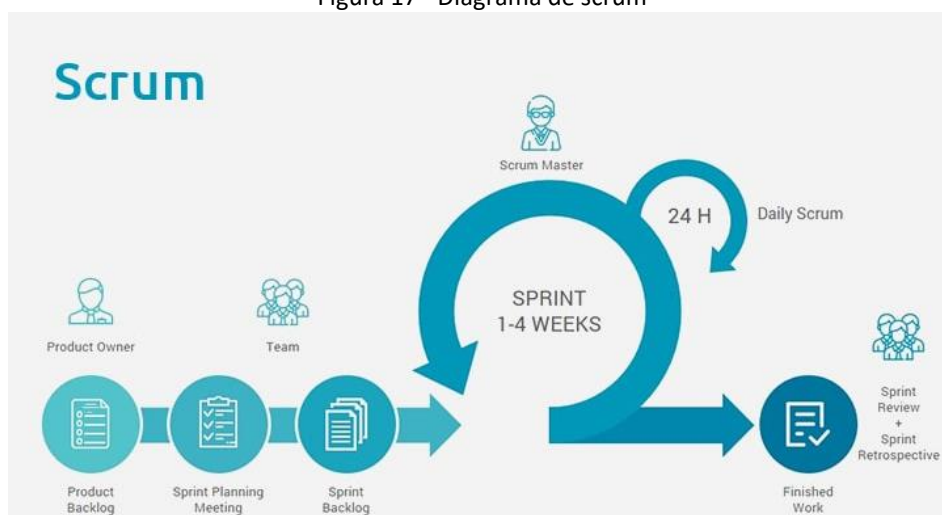 Figura 17 - Diagrama de scrum
Scrum
Scrum Master
24 H
Daily Scrum
SPRINT
1-4 WEEKS
Product Owner
Team
Sprint
Review
+
Sprint
Retrospective
Product
Backlog
Sprint Planning
Meeting
Sprint
Backlog
Finished
Work